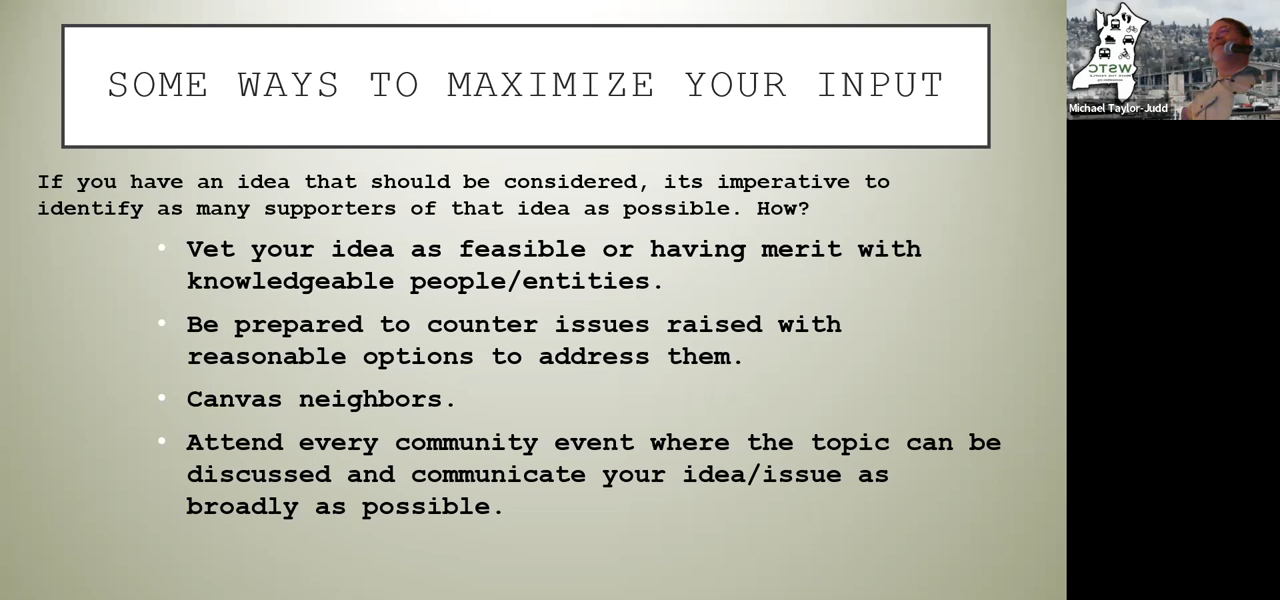 SOME WAYS TO MAXIMIZE YOUR INPUT
If you have an idea that should be considered, its imperative to
identify as many supporters of that idea as possible. How?
• Vet your idea as feasible or having merit with
knowledgeable people/entities.
• Be prepared to counter issues raised with
reasonable options to address them.
• Canvas neighbors.
• Attend every community event where the topic can be
discussed and communicate your idea/issue as
broadly as possible.
WSTC
Michael Taylor-Judd